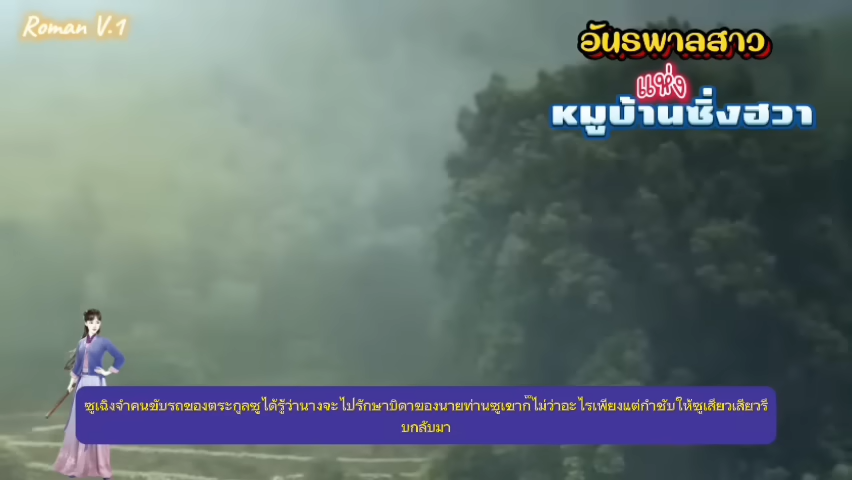 Roman V.1
อันธพาลสาว
แห่ง
หมู่บ้านซิ่งฮวา
ซูเฉิงจำคนขับรถของตระกูลซูได้รู้ว่านางจะไปรักษาบิดาของนายท่านซูเขาก็ไม่ว่าอะไรเพียงแต่กำชับให้ซูเสียวเสียวรี
บกลับมา